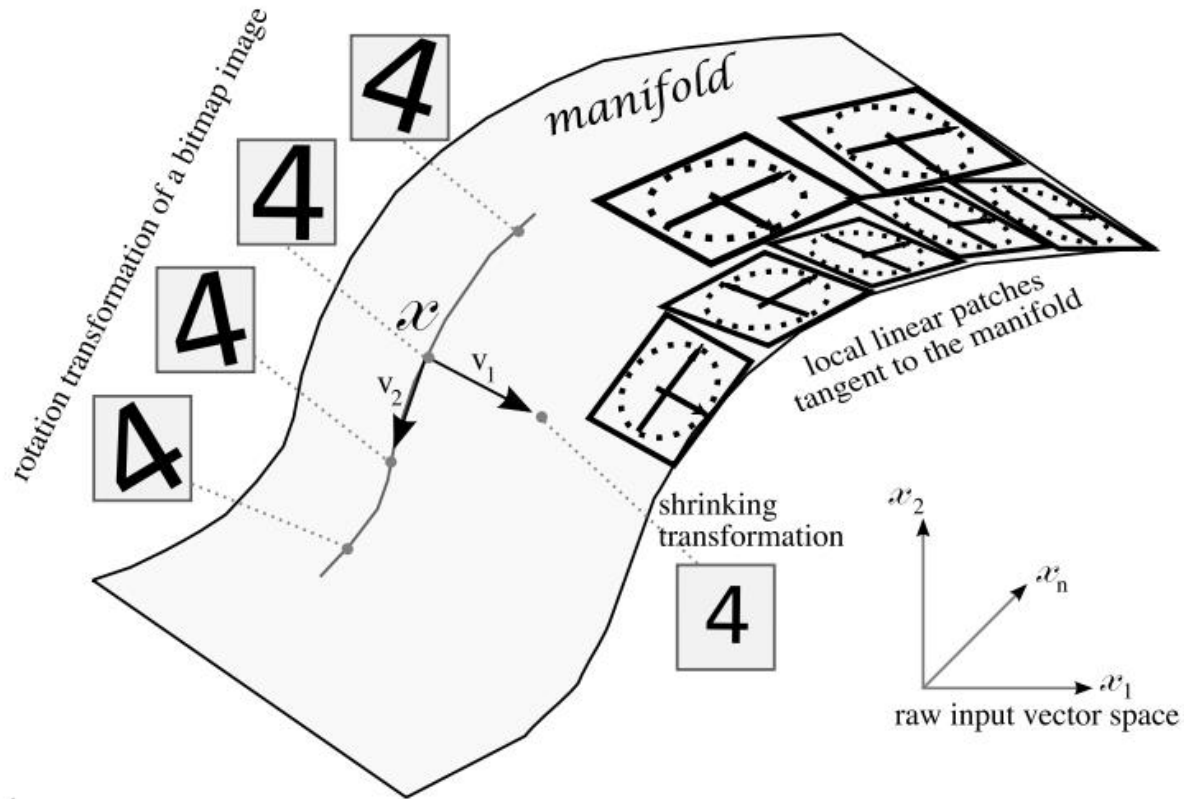 rotation transformation of a bitmap image
4
4
4
4
manifold
x
v1
v2
local linear patches
tangent to the manifold
shrinking
transformation
4
x2
xn
x1
raw input vector space